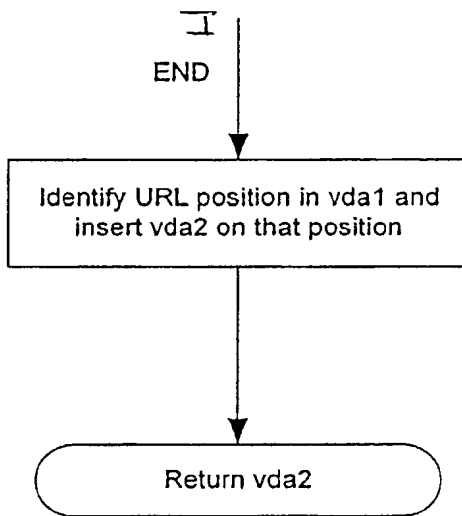 I
END
Identify URL position in vda1 and
insert vda2 on that position
Return vda2